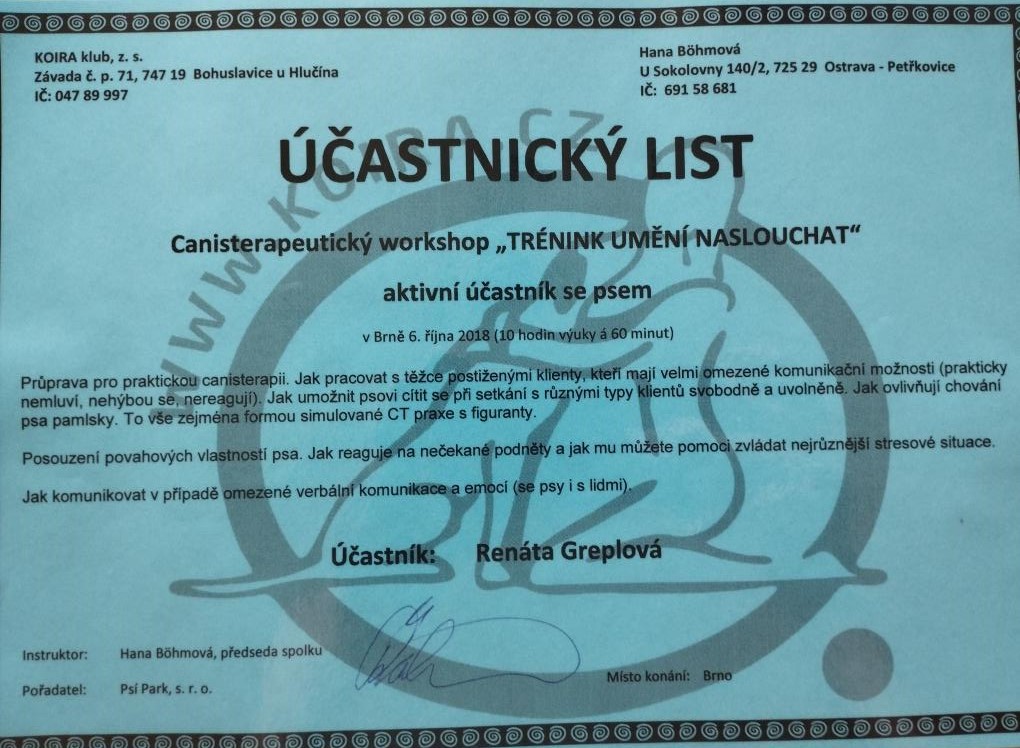 KOIRA klub, z. s.
Závada č. p. 71, 747 19 Bohuslavice u Hlučína
IČ: 047 89 997
Hana Böhmová
U Sokolovny 140/2, 725 29 Ostrava - Petřkovice
IČ: 691 58 681
WWW.KOIRA.CZ
ÚČASTNICKÝ LIST
Canisterapeutický workshop „TRÉNINK UMĚNÍ NASLOUCHAT“
aktivní účastník se psem
v Brně 6. října 2018 (10 hodin výuky á 60 minut)
Průprava pro praktickou canisterapii. Jak pracovat s těžce postiženými klienty, kteří mají velmi omezené komunikační možnosti (prakticky
nemluví, nehýbou se, nereagují). Jak umožnit psovi cítit se při setkání s různými typy klientů svobodně a uvolněně. Jak ovlivňují chování
psa pamlsky. To vše zejména formou simulované CT praxe s figuranty.
Posouzení povahových vlastností psa. Jak reaguje na nečekané podněty a jak mu můžete pomoci zvládat nejrůznější stresové situace.
Jak komunikovat v případě omezené verbální komunikace a emocí (se psy i s lidmi).
Účastník: Renáta Greplová
Instruktor: Hana Böhmová, předseda spolku
Pořadatel: Psí Park, s. r. o.
Místo konání: Brno